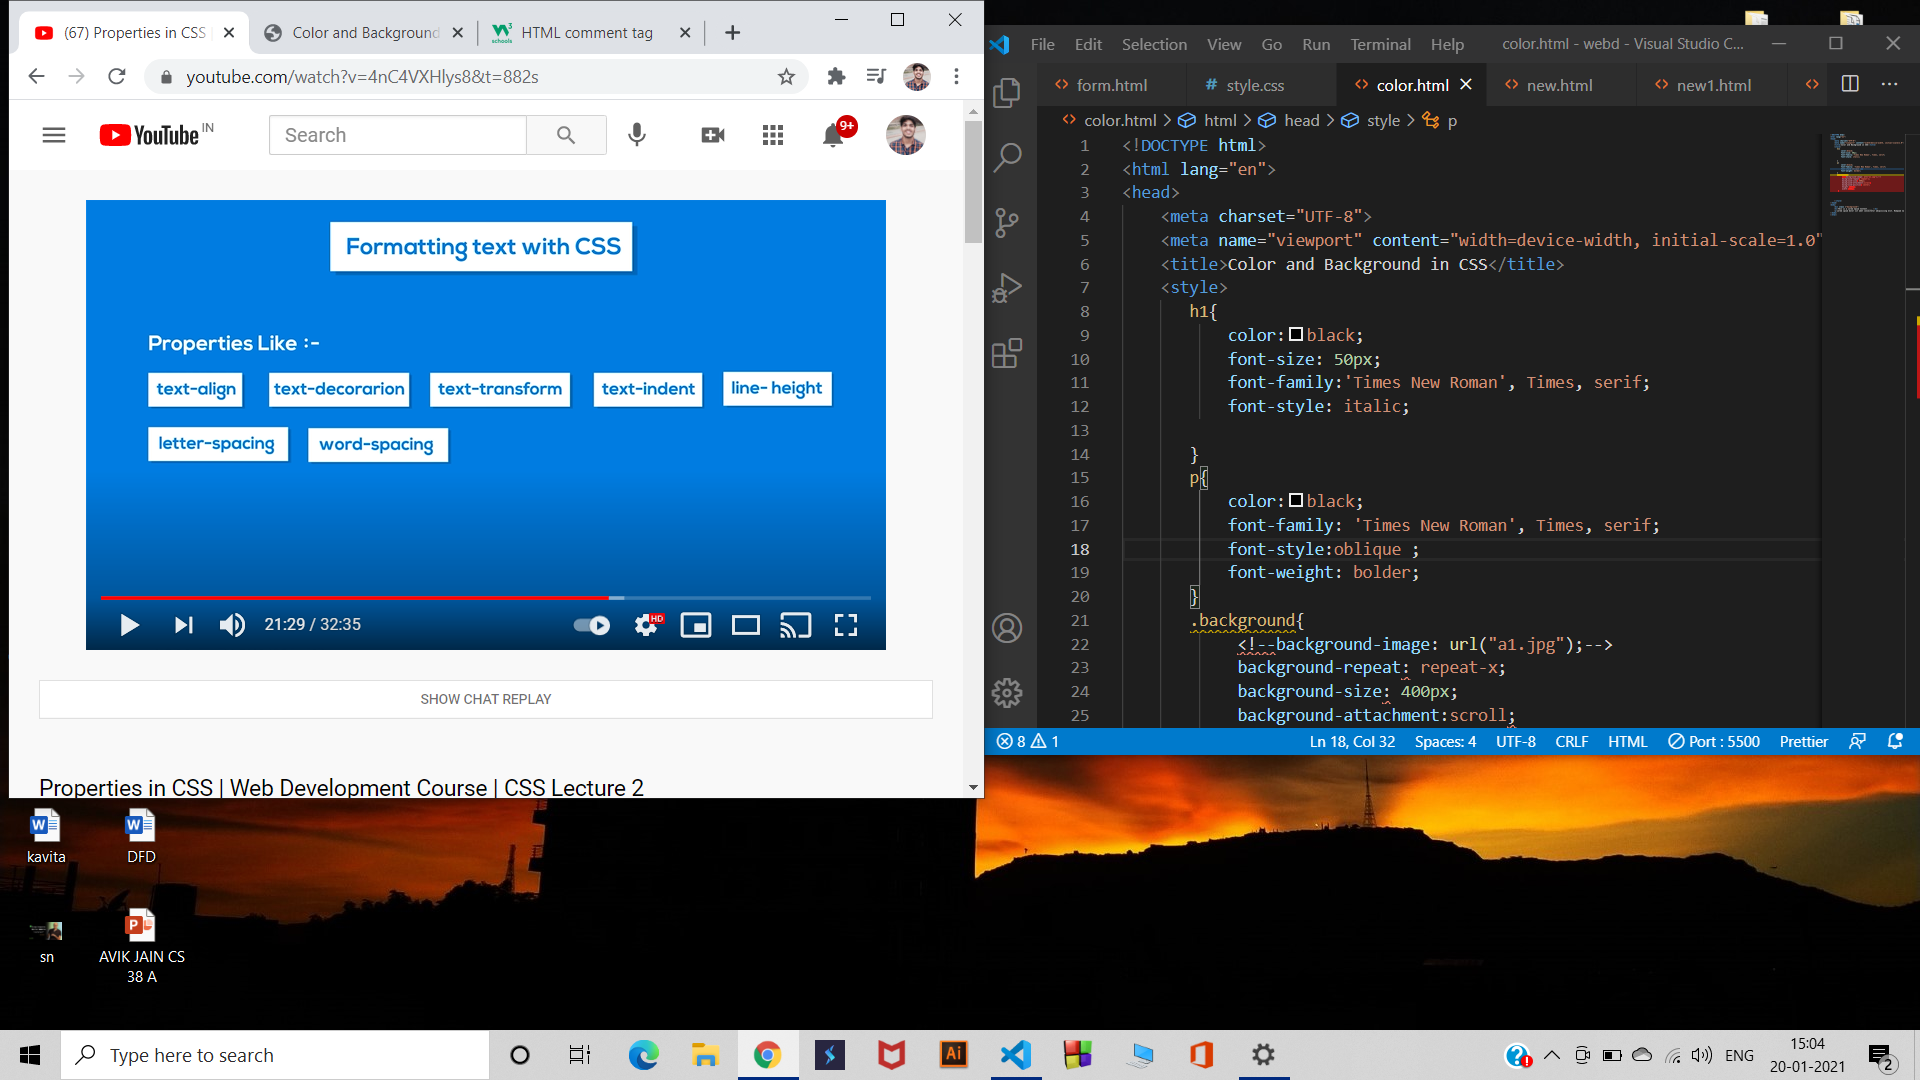 (67) Properties in CSS
Color and Background
W3 schools
HTML comment tag
youtube.com/watch?v=4nC4VXHlys8&t=882s
YouTube IN
Search
9+
Formatting text with CSS
Properties Like :-
text-align
text-decorarion
text-transform
text-indent
line- height
letter-spacing
word-spacing
21:29 / 32:35
HD
SHOW CHAT REPLAY
Properties in CSS | Web Development Course | CSS Lecture 2
File Edit Selection View Go Run Terminal Help color.html - webd - Visual Studio C...
form.html
# style.css
color.html
new.html
new1.html
color.html > html > head > style > p
1 <!DOCTYPE html>
2 <html lang="en">
3 <head>
4 <meta charset="UTF-8">
5 <meta name="viewport" content="width=device-width, initial-scale=1.0"
6 <title>Color and Background in CSS</title>
7 <style>
8 h1{
9 color:black;
10 font-size: 50px;
11 font-family:'Times New Roman', Times, serif;
12 font-style: italic;
13
14 }
15 p{
16 color:black;
17 font-family: 'Times New Roman', Times, serif;
18 font-style:oblique ;
19 font-weight: bolder;
20 }
21 .background{
22 <!--background-image: url("a1.jpg");-->
23 background-repeat: repeat-x;
24 background-size: 400px;
25 background-attachment:scroll;
8 1 Ln 18, Col 32 Spaces: 4 UTF-8 CRLF HTML Port : 5500 Prettier
kavita
DFD
sn
AVIK JAIN CS
38 A
Type here to search
Ai
ENG
15:04
20-01-2021
2